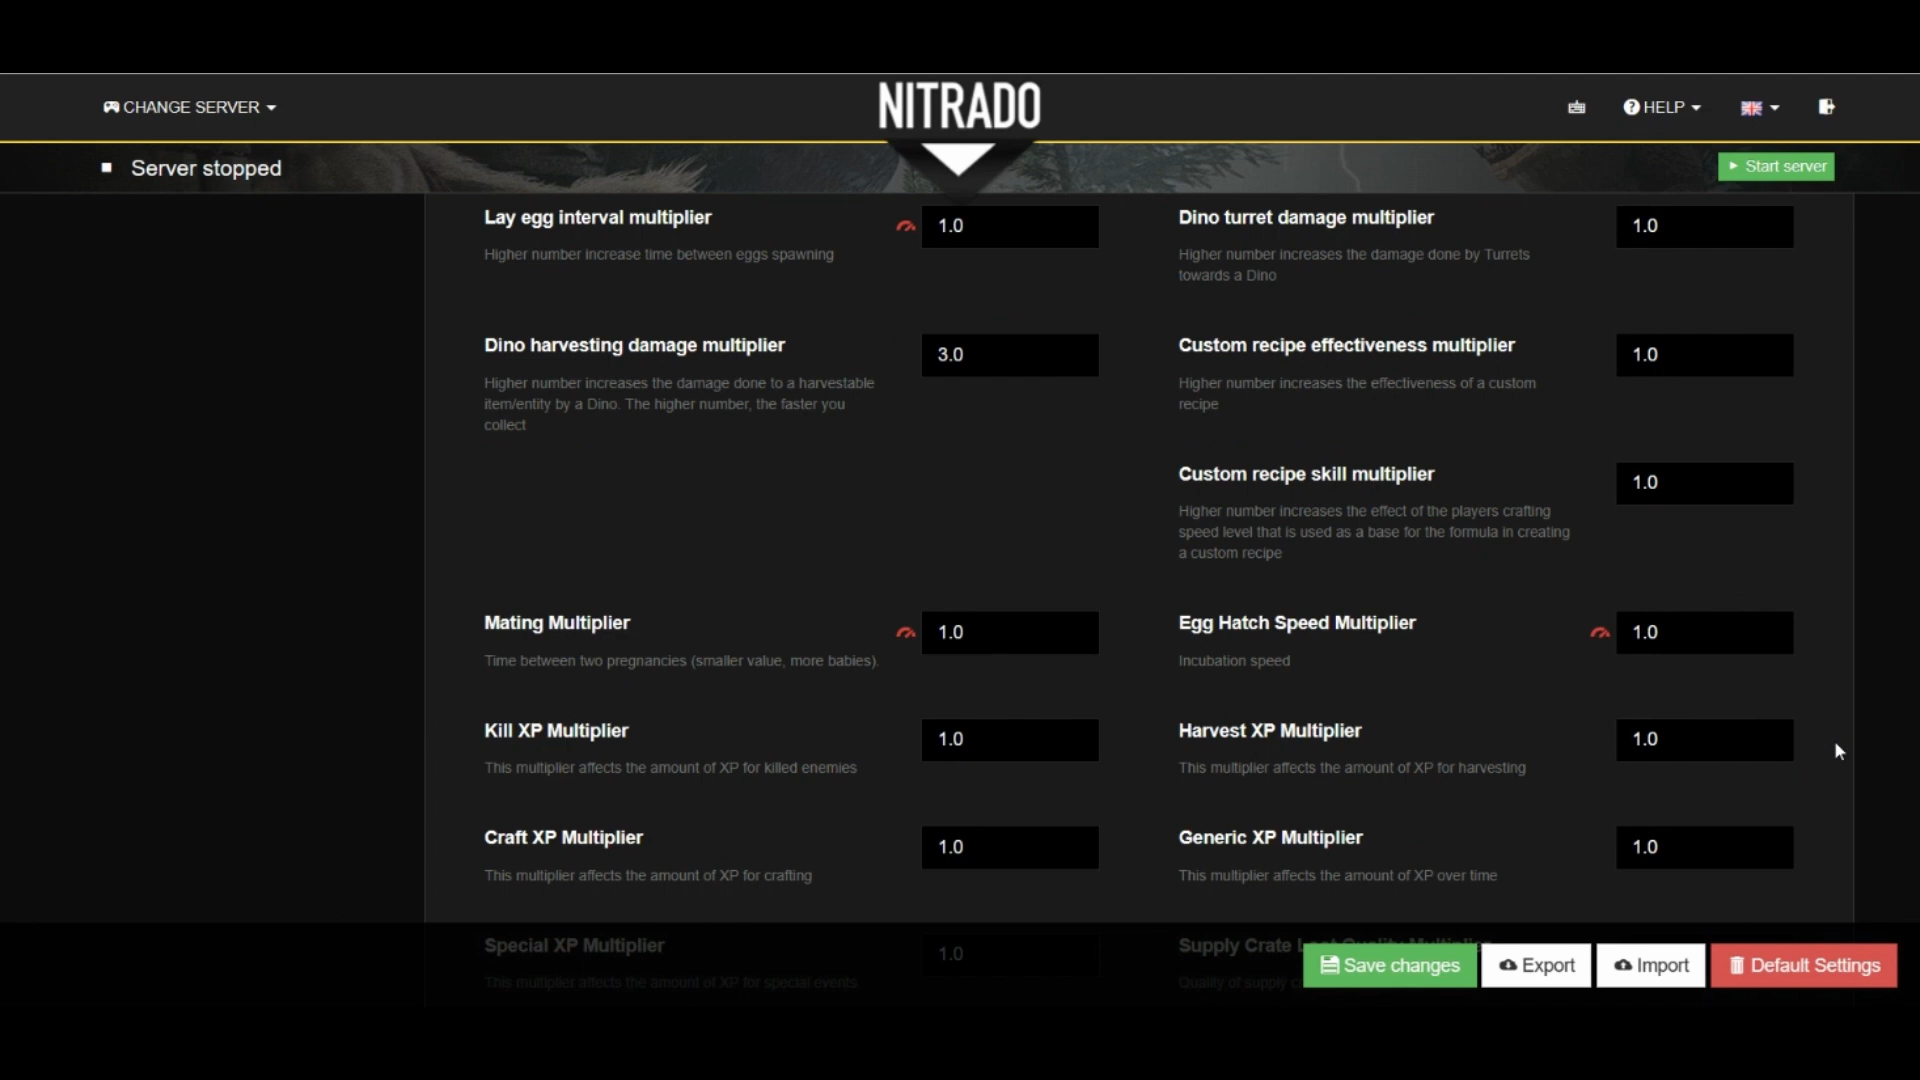 CHANGE SERVER
NITRADO
HELP
Server stopped
Start server
Lay egg interval multiplier
1.0
Higher number increase time between eggs spawning
Dino turret damage multiplier
1.0
Higher number increases the damage done by Turrets
towards a Dino
Dino harvesting damage multiplier
3.0
Higher number increases the damage done to a harvestable
item/entity by a Dino. The higher number, the faster you
collect
Custom recipe effectiveness multiplier
1.0
Higher number increases the effectiveness of a custom
recipe
Custom recipe skill multiplier
1.0
Higher number increases the effect of the players crafting
speed level that is used as a base for the formula in creating
a custom recipe
Mating Multiplier
1.0
Time between two pregnancies (smaller value, more babies).
Egg Hatch Speed Multiplier
1.0
Incubation speed
Kill XP Multiplier
1.0
This multiplier affects the amount of XP for killed enemies
Harvest XP Multiplier
1.0
This multiplier affects the amount of XP for harvesting
Craft XP Multiplier
1.0
This multiplier affects the amount of XP for crafting
Generic XP Multiplier
1.0
This multiplier affects the amount of XP over time
Special XP Multiplier
1.0
This multiplier affects the amount of XP for special events
Supply Crate Loot Quality Multiplier
Quality of supply
Save changes
Export
Import
Default Settings